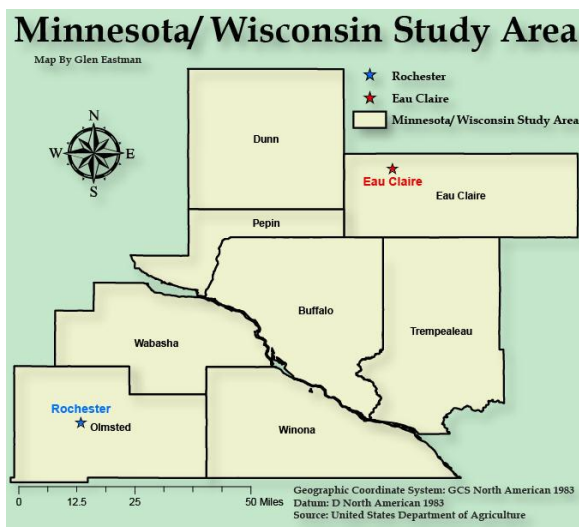 Minnesota/Wisconsin Study Area
Map By Glen Eastman
Rochester
Eau Claire
Minnesota/Wisconsin Study Area
N
W E
S
Dunn
Eau Claire
Eau Claire
Pepin
Buffalo
Trempealeau
Wabasha
Rochester
Olmsted
Winona
0 12.5 25 50 Miles
Geographic Coordinate System: GCS North American 1983
Datum: D North American 1983
Source: United States Department of Agriculture